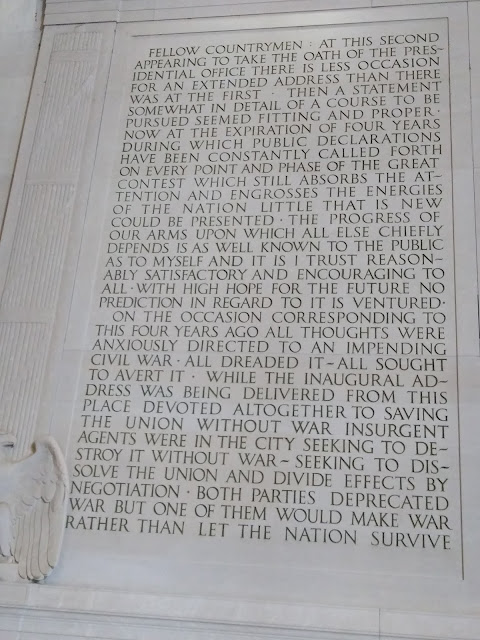 FELLOW COUNTRYMEN : AT THIS SECOND
APPEARING TO TAKE THE OATH OF THE PRES-
IDENTIAL OFFICE THERE IS LESS OCCASION
FOR AN EXTENDED ADDRESS THAN THERE
WAS AT THE FIRST · THEN A STATEMENT
SOMEWHAT IN DETAIL OF A COURSE TO BE
PURSUED SEEMED FITTING AND PROPER·
NOW AT THE EXPIRATION OF FOUR YEARS
DURING WHICH PUBLIC DECLARATIONS
HAVE BEEN CONSTANTLY CALLED FORTH
ON EVERY POINT AND PHASE OF THE GREAT
CONTEST WHICH STILL ABSORBS THE AT-
TENTION AND ENGROSSES THE ENERGIES
OF THE NATION LITTLE THAT IS NEW
COULD BE PRESENTED · THE PROGRESS OF
OUR ARMS UPON WHICH ALL ELSE CHIEFLY
DEPENDS IS AS WELL KNOWN TO THE PUBLIC
AS TO MYSELF AND IT IS I TRUST REASON-
ABLY SATISFACTORY AND ENCOURAGING TO
ALL · WITH HIGH HOPE FOR THE FUTURE NO
PREDICTION IN REGARD TO IT IS VENTURED·
ON THE OCCASION CORRESPONDING TO
THIS FOUR YEARS AGO ALL THOUGHTS WERE
ANXIOUSLY DIRECTED TO AN IMPENDING
CIVIL WAR · ALL DREADED IT~ALL SOUGHT
TO AVERT IT · WHILE THE INAUGURAL AD-
DRESS WAS BEING DELIVERED FROM THIS
PLACE DEVOTED ALTOGETHER TO SAVING
THE UNION WITHOUT WAR INSURGENT
AGENTS WERE IN THE CITY SEEKING TO DE-
STROY IT WITHOUT WAR~SEEKING TO DIS-
SOLVE THE UNION AND DIVIDE EFFECTS BY
NEGOTIATION · BOTH PARTIES DEPRECATED
WAR BUT ONE OF THEM WOULD MAKE WAR
RATHER THAN LET THE NATION SURVIVE